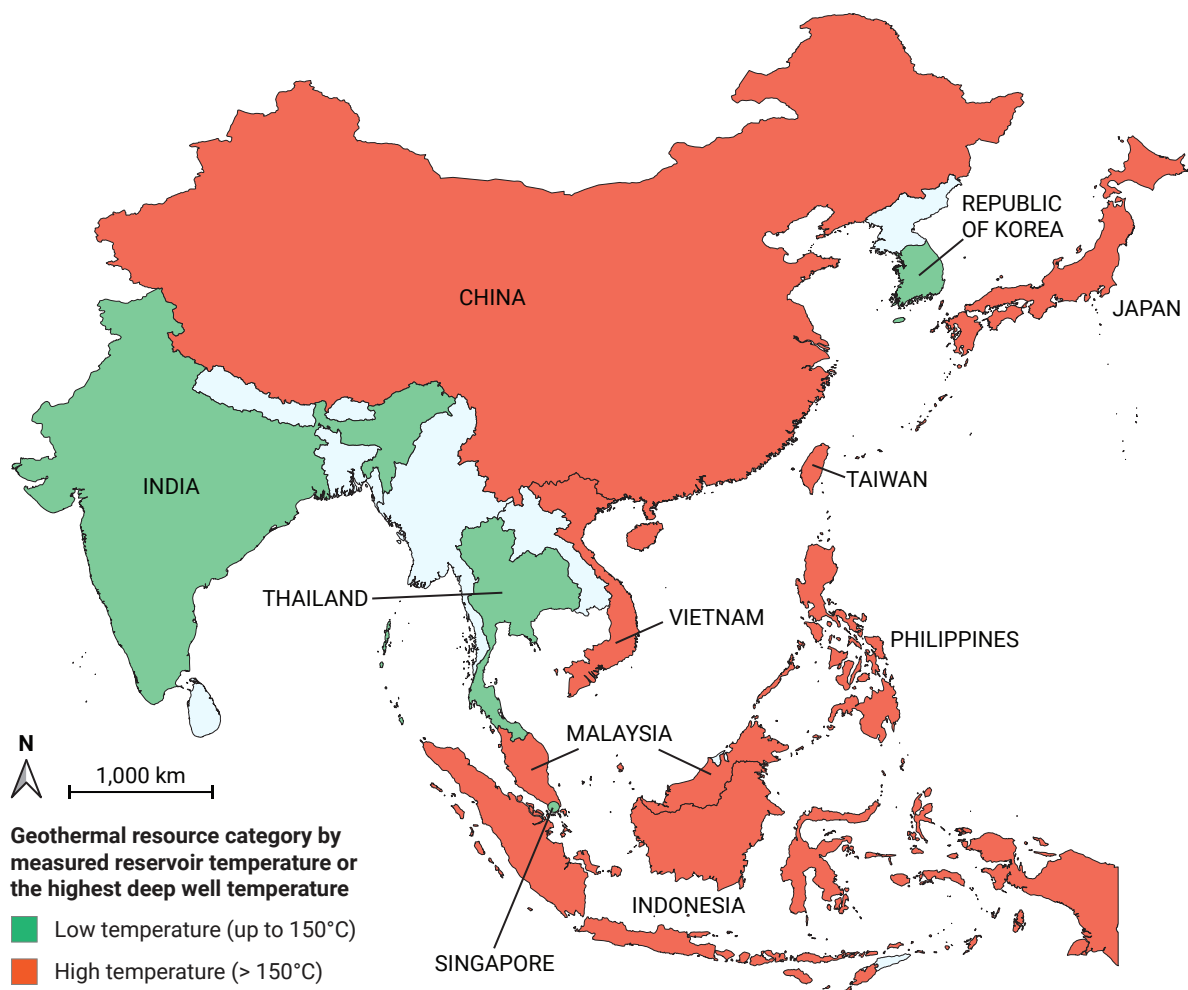 REPUBLIC
OF KOREA
CHINA
JAPAN
INDIA
TAIWAN
THAILAND
VIETNAM
PHILIPPINES
MALAYSIA
N
1,000 km
Geothermal resource category by
measured reservoir temperature or
the highest deep well temperature
INDONESIA
Low temperature (up to 150°C)
SINGAPORE
High temperature (> 150°C)